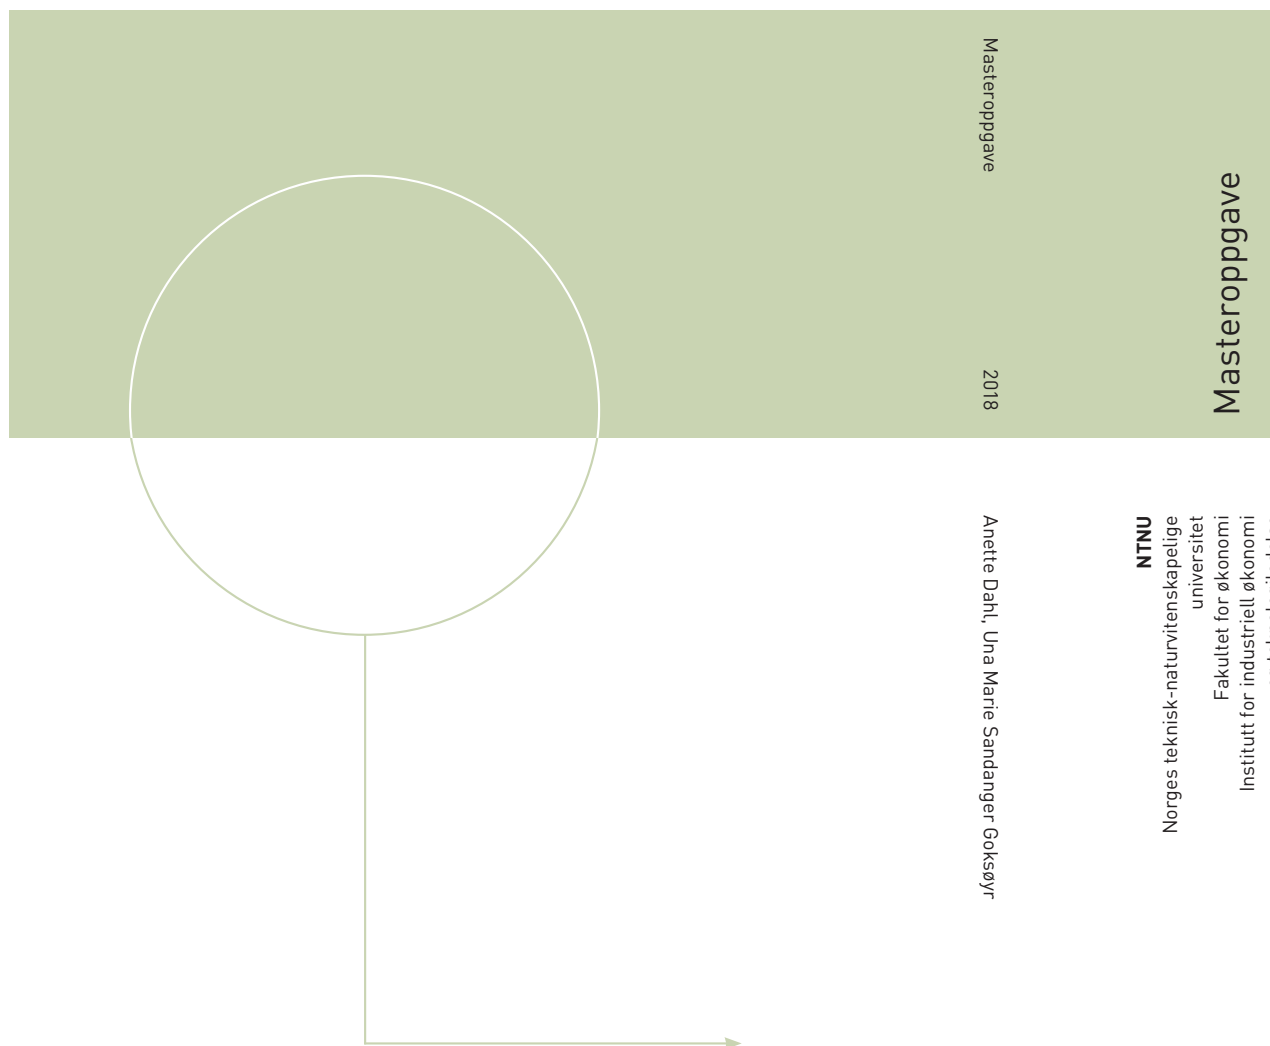 Masteroppgave
2018
Anette Dahl, Una Marie Sandanger Goksøyr
Masteroppgave
NTNU
Norges teknisk-naturvitenskapelige
universitet
Fakultet for økonomi
Institutt for industriell økonomi